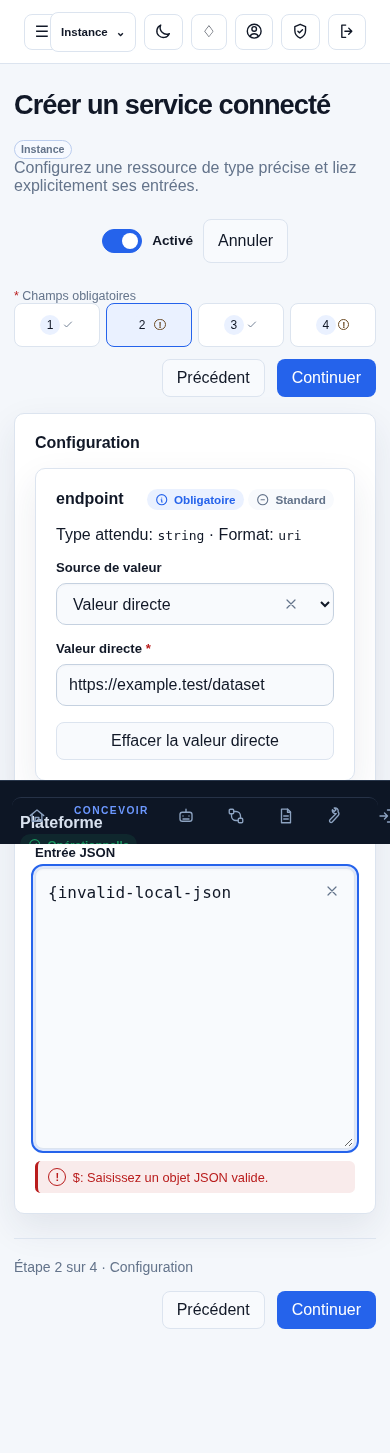 Instance
Créer un service connecté
Instance
Configurez une ressource de type précise et liez
explicitement ses entrées.
Activé
Annuler
* Champs obligatoires
1
2
3
4
Précédent
Continuer
Configuration
endpoint
Obligatoire
Standard
Type attendu: string · Format: uri
Source de valeur
Valeur directe
Valeur directe *
https://example.test/dataset
Effacer la valeur directe
CONCEVOIR
Plateforme
Opérationnelle
Entrée JSON
{invalid-local-json
$: Saisissez un objet JSON valide.
Étape 2 sur 4 · Configuration
Précédent
Continuer